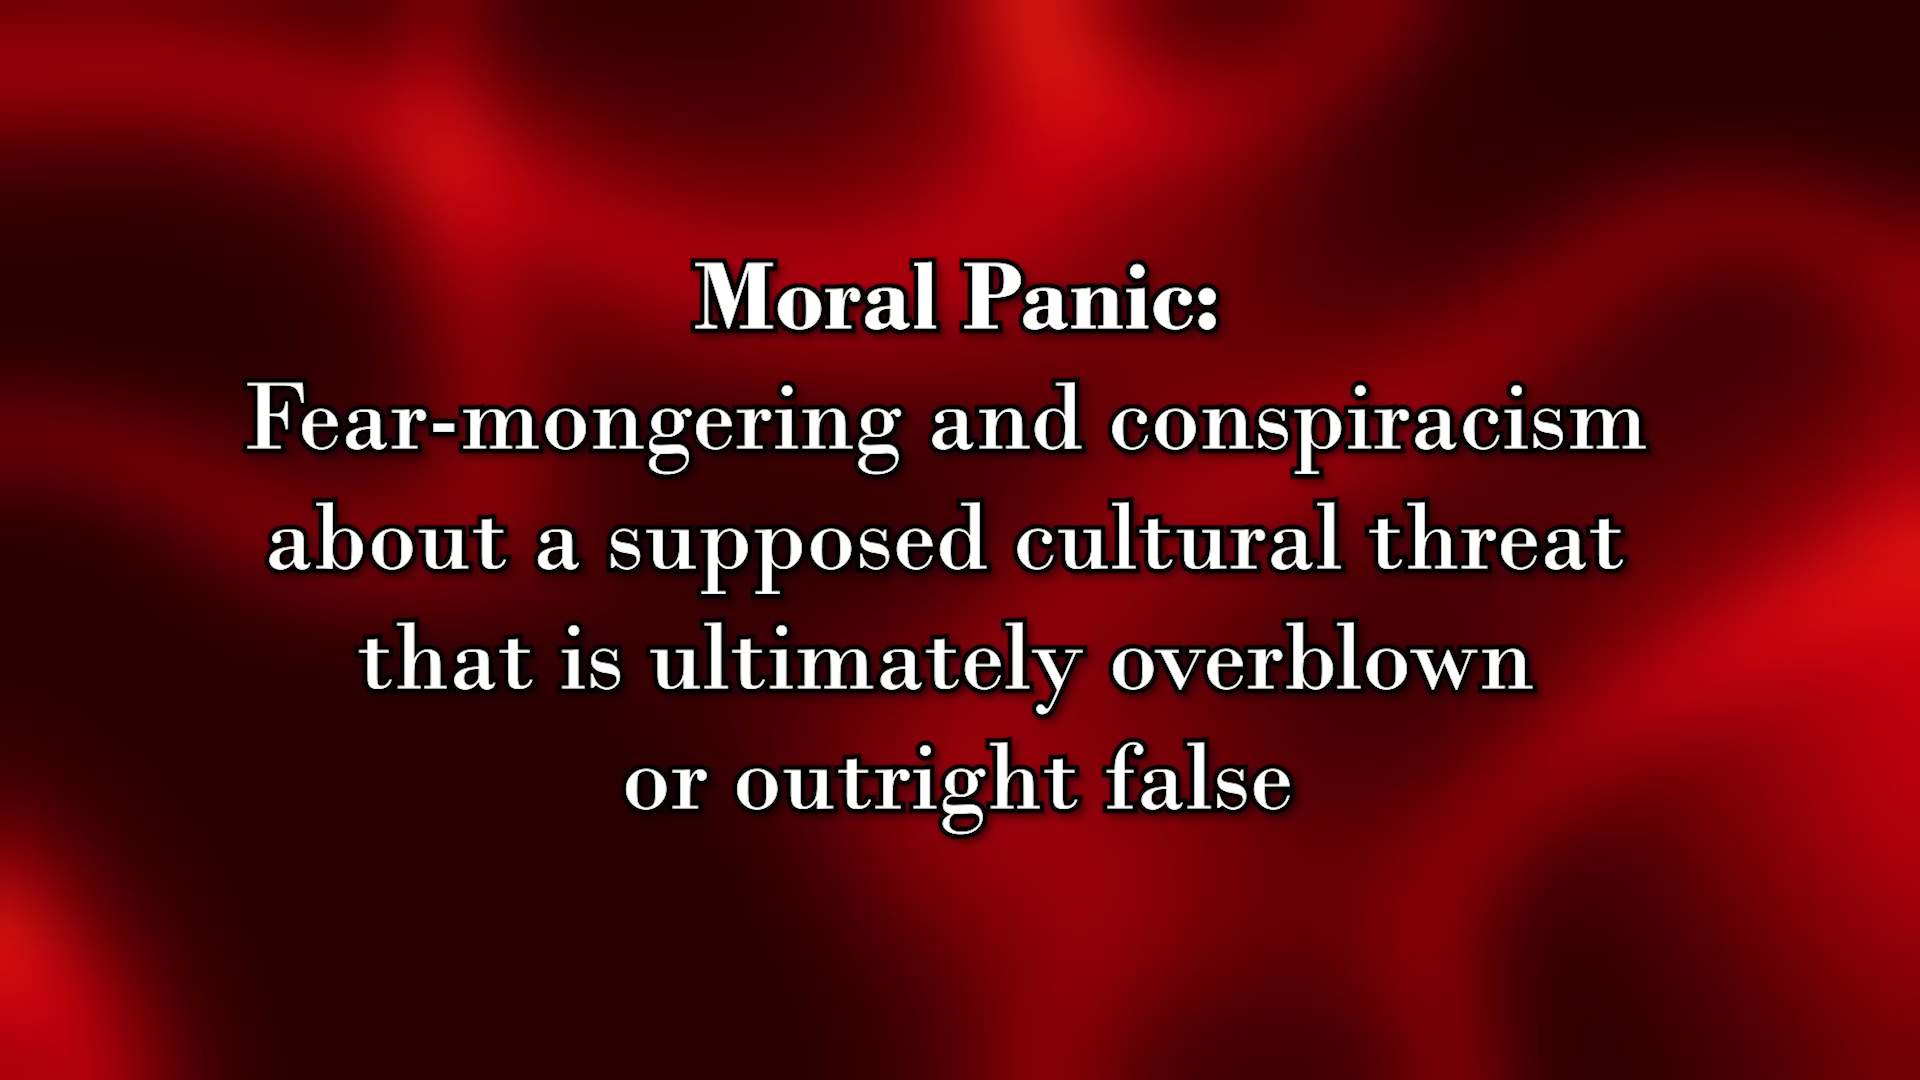 Moral Panic:
Fear-mongering and conspiracism
about a supposed cultural threat
that is ultimately overblown
or outright false